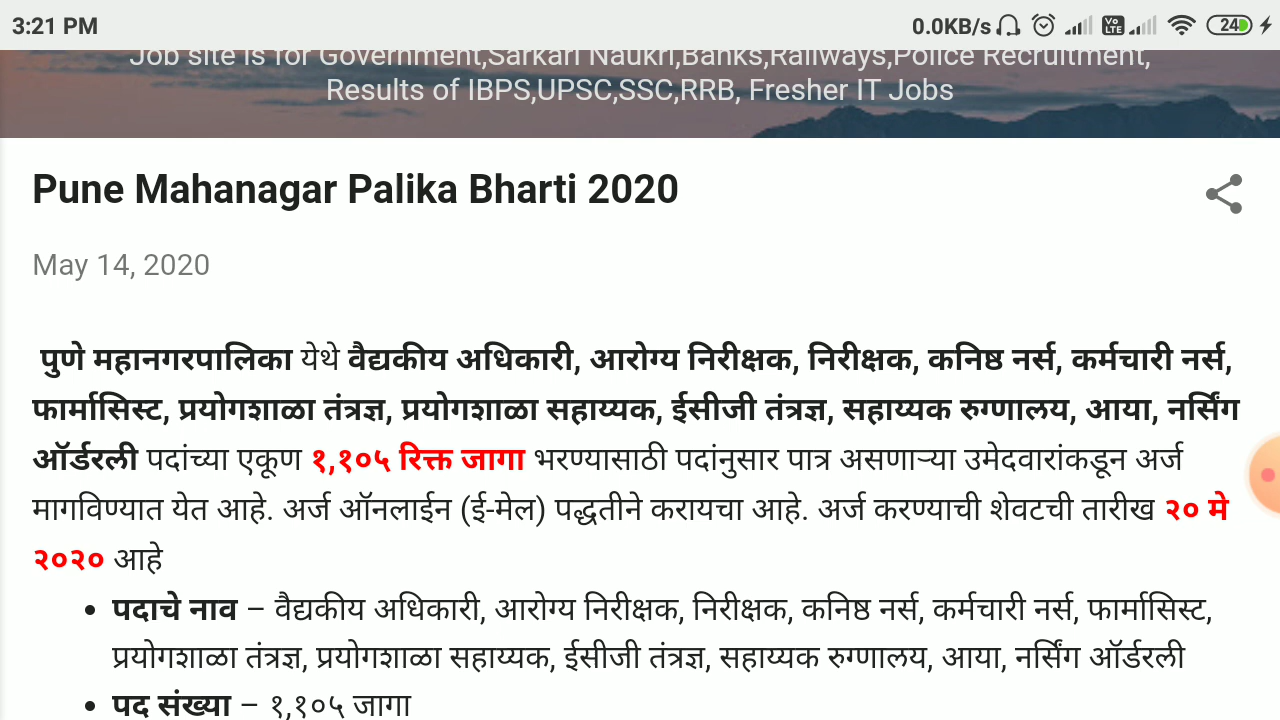 3:21 PM 0.0KB/s Vo LTE 24
Job site is for Government,Sarkari Naukri,Banks,Railways,Police Recruitment,
Results of IBPS,UPSC,SSC,RRB, Fresher IT Jobs
Pune Mahanagar Palika Bharti 2020
May 14, 2020
पुणे महानगरपालिका येथे वैद्यकीय अधिकारी, आरोग्य निरीक्षक, निरीक्षक, कनिष्ठ नर्स, कर्मचारी नर्स,
फार्मासिस्ट, प्रयोगशाळा तंत्रज्ञ, प्रयोगशाळा सहाय्यक, ईसीजी तंत्रज्ञ, सहाय्यक रुग्णालय, आया, नर्सिंग
ऑर्डरली पदांच्या एकूण १,१०५ रिक्त जागा भरण्यासाठी पदांनुसार पात्र असणाऱ्या उमेदवारांकडून अर्ज
मागविण्यात येत आहे. अर्ज ऑनलाईन (ई-मेल) पद्धतीने करायचा आहे. अर्ज करण्याची शेवटची तारीख २० मे
२०२० आहे
• पदाचे नाव – वैद्यकीय अधिकारी, आरोग्य निरीक्षक, निरीक्षक, कनिष्ठ नर्स, कर्मचारी नर्स, फार्मासिस्ट,
प्रयोगशाळा तंत्रज्ञ, प्रयोगशाळा सहाय्यक, ईसीजी तंत्रज्ञ, सहाय्यक रुग्णालय, आया, नर्सिंग ऑर्डरली
• पद संख्या – १,१०५ जागा